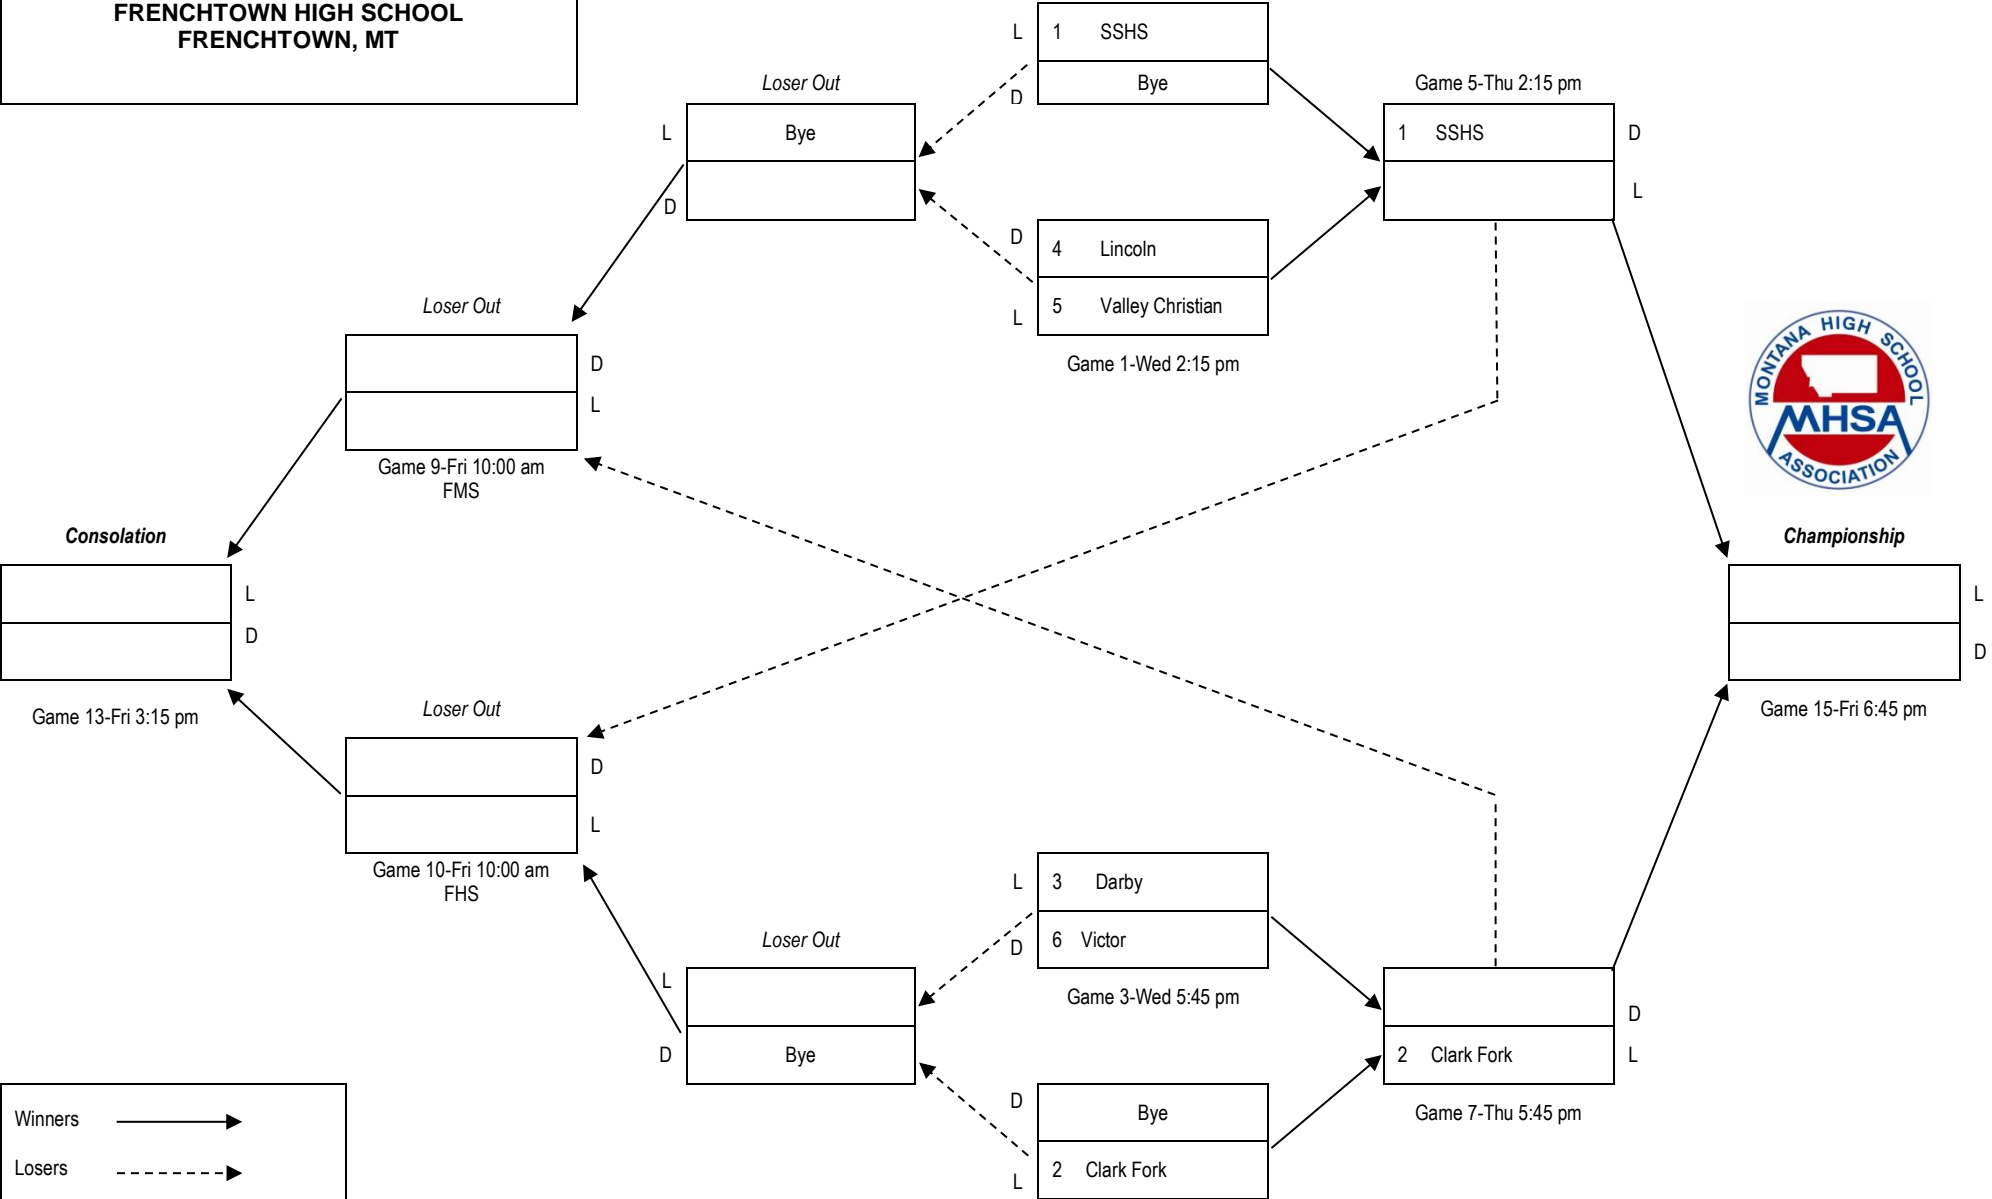 FRENCHTOWN HIGH SCHOOL
FRENCHTOWN, MT
L
1 SSHS
D
Bye
Loser Out
L
Bye
D
Game 5-Thu 2:15 pm
1 SSHS
D
L
D
4 Lincoln
L
5 Valley Christian
Game 1-Wed 2:15 pm
Loser Out
D
L
Game 9-Fri 10:00 am
FMS
MONTANA HIGH SCHOOL
MHSA
ASSOCIATION
Consolation
L
D
Game 13-Fri 3:15 pm
Championship
L
D
Game 15-Fri 6:45 pm
Loser Out
D
L
Game 10-Fri 10:00 am
FHS
L
3 Darby
D
6 Victor
Game 3-Wed 5:45 pm
Loser Out
L
D
Bye
D
2 Clark Fork
L
Game 7-Thu 5:45 pm
D
Bye
L
2 Clark Fork
Winners
Losers